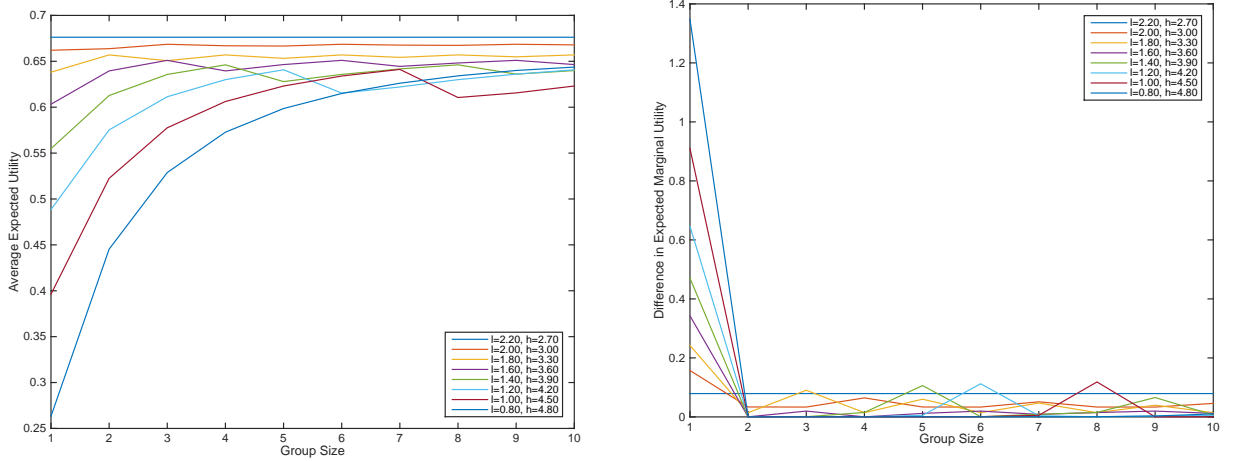 0.7
0.65
0.6
0.55
0.5
0.45
0.4
0.35
0.3
0.25
Average Expected Utility
1 2 3 4 5 6 7 8 9 10
Group Size
l=2.20, h=2.70
l=2.00, h=3.00
l=1.80, h=3.30
l=1.60, h=3.60
l=1.40, h=3.90
l=1.20, h=4.20
l=1.00, h=4.50
l=0.80, h=4.80
1.4
1.2
1
0.8
0.6
0.4
0.2
0
Difference in Expected Marginal Utility
1 2 3 4 5 6 7 8 9 10
Group Size
l=2.20, h=2.70
l=2.00, h=3.00
l=1.80, h=3.30
l=1.60, h=3.60
l=1.40, h=3.90
l=1.20, h=4.20
l=1.00, h=4.50
l=0.80, h=4.80